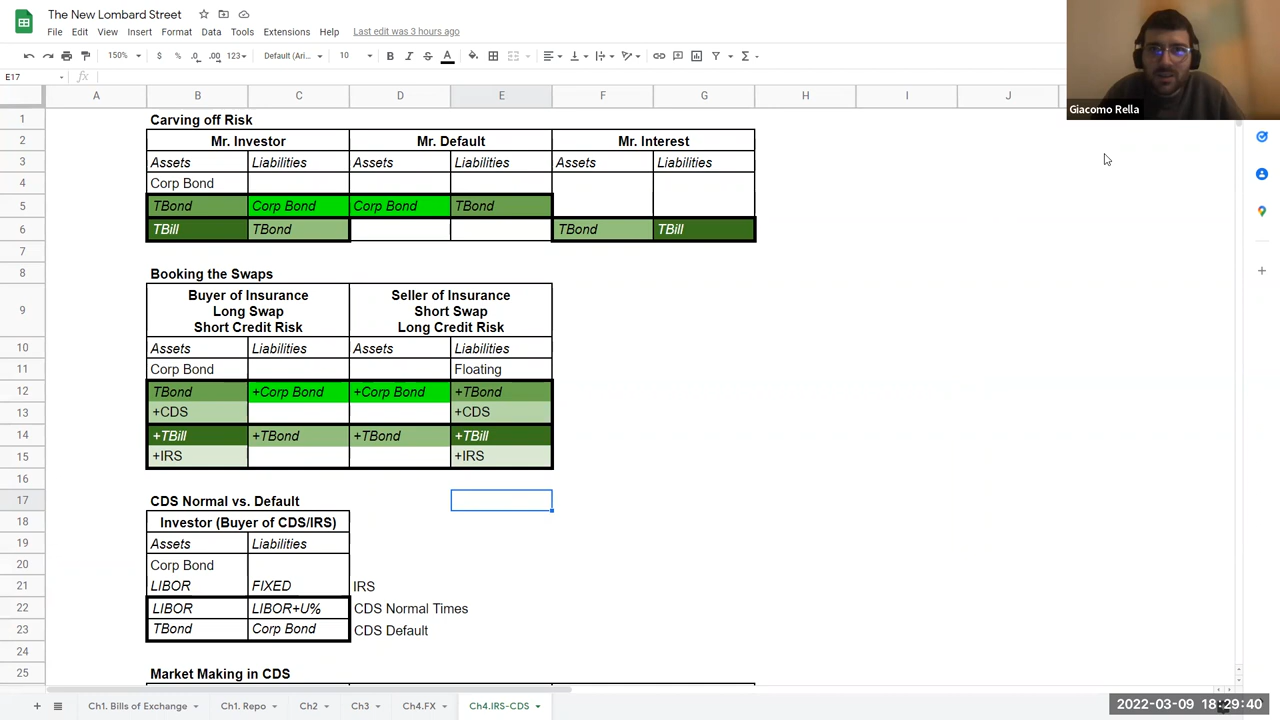 The New Lombard Street
File Edit View Insert Format Data Tools Extensions Help Last edit was 3 hours ago
150% $ % .0 .00 123 Default (Ari... 10 B I S A
E17 fx
A B C D E F G H I J
1 Carving off Risk
2 Mr. Investor Mr. Default Mr. Interest
3 Assets Liabilities Assets Liabilities Assets Liabilities
4 Corp Bond
5 TBond Corp Bond Corp Bond TBond
6 TBill TBond TBond TBill
7
8 Booking the Swaps
9 Buyer of Insurance Seller of Insurance
Long Swap Short Swap
Short Credit Risk Long Credit Risk
10 Assets Liabilities Assets Liabilities
11 Corp Bond Floating
12 TBond +Corp Bond +Corp Bond +TBond
13 +CDS +CDS
14 +TBill +TBond +TBond +TBill
15 +IRS +IRS
16
17 CDS Normal vs. Default
18 Investor (Buyer of CDS/IRS)
19 Assets Liabilities
20 Corp Bond
21 LIBOR FIXED IRS
22 LIBOR LIBOR+U% CDS Normal Times
23 TBond Corp Bond CDS Default
24
25 Market Making in CDS
Ch1. Bills of Exchange Ch1. Repo Ch2 Ch3 Ch4.FX Ch4.IRS-CDS
Giacomo Rella
2022-03-09 18:29:40